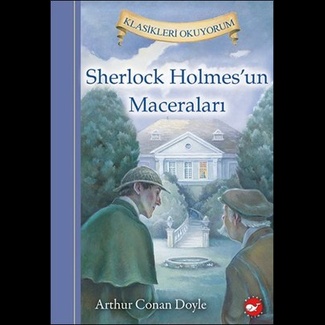 KLASİKLERİ OKUYORUM
Sherlock Holmes'un
Maceraları
Arthur Conan Doyle